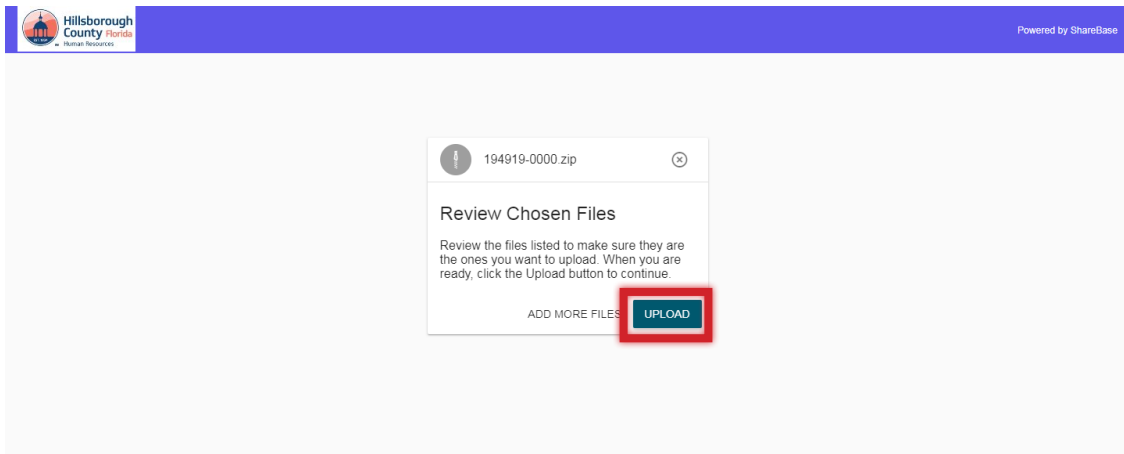 Hillsborough
County Florida
Human Resources
Powered by ShareBase
194919-0000.zip
Review Chosen Files
Review the files listed to make sure they are
the ones you want to upload. When you are
ready, click the Upload button to continue.
ADD MORE FILES
UPLOAD